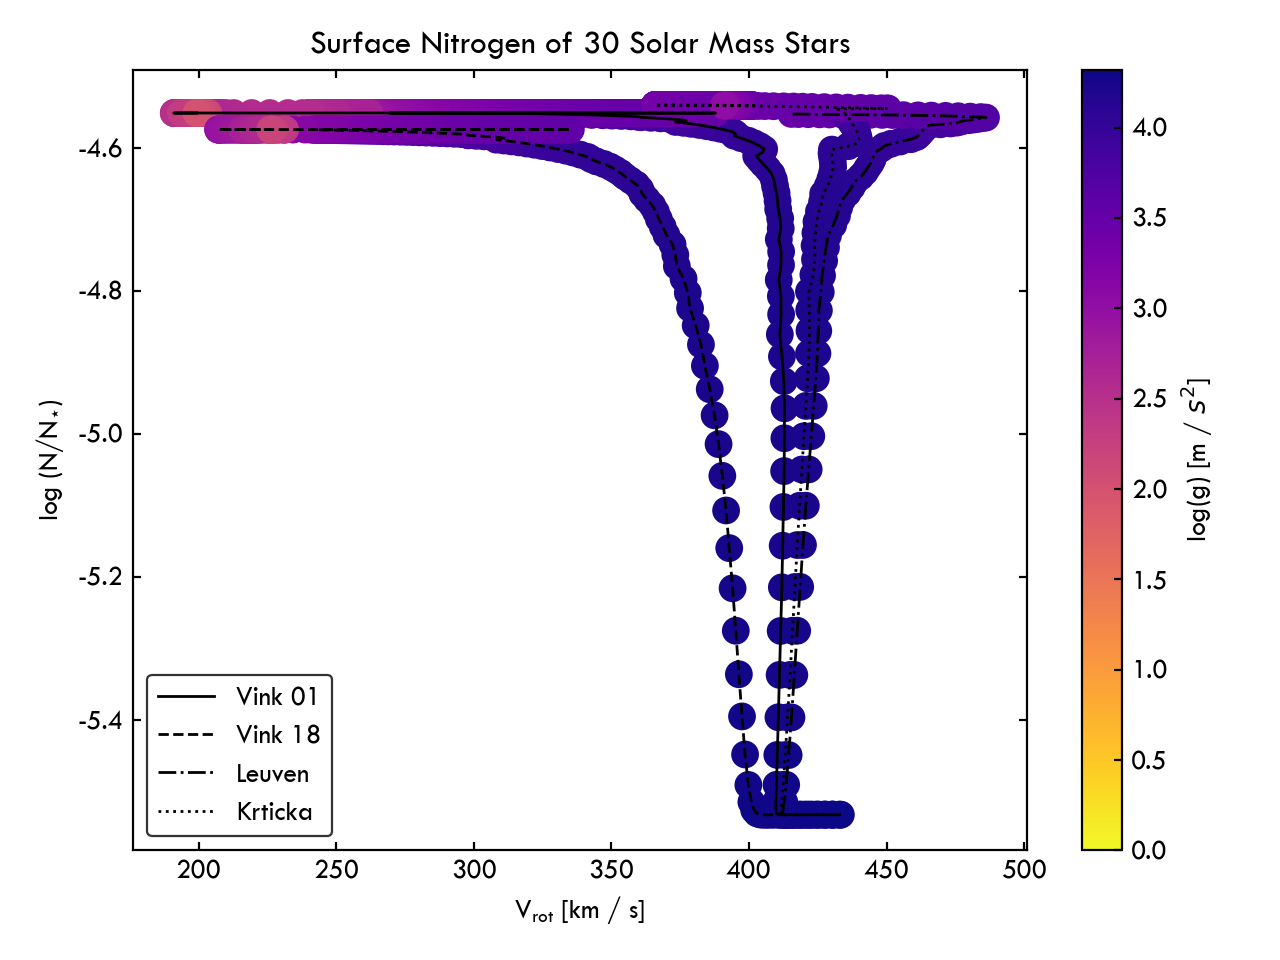 Surface Nitrogen of 30 Solar Mass Stars
log (N/N⋆)
-4.6
-4.8
-5.0
-5.2
-5.4
Vink 01
Vink 18
Leuven
Krticka
200 250 300 350 400 450 500
V_rot [km / s]
4.0
3.5
3.0
2.5
2.0
1.5
1.0
0.5
0.0
log(g) [m / s²]